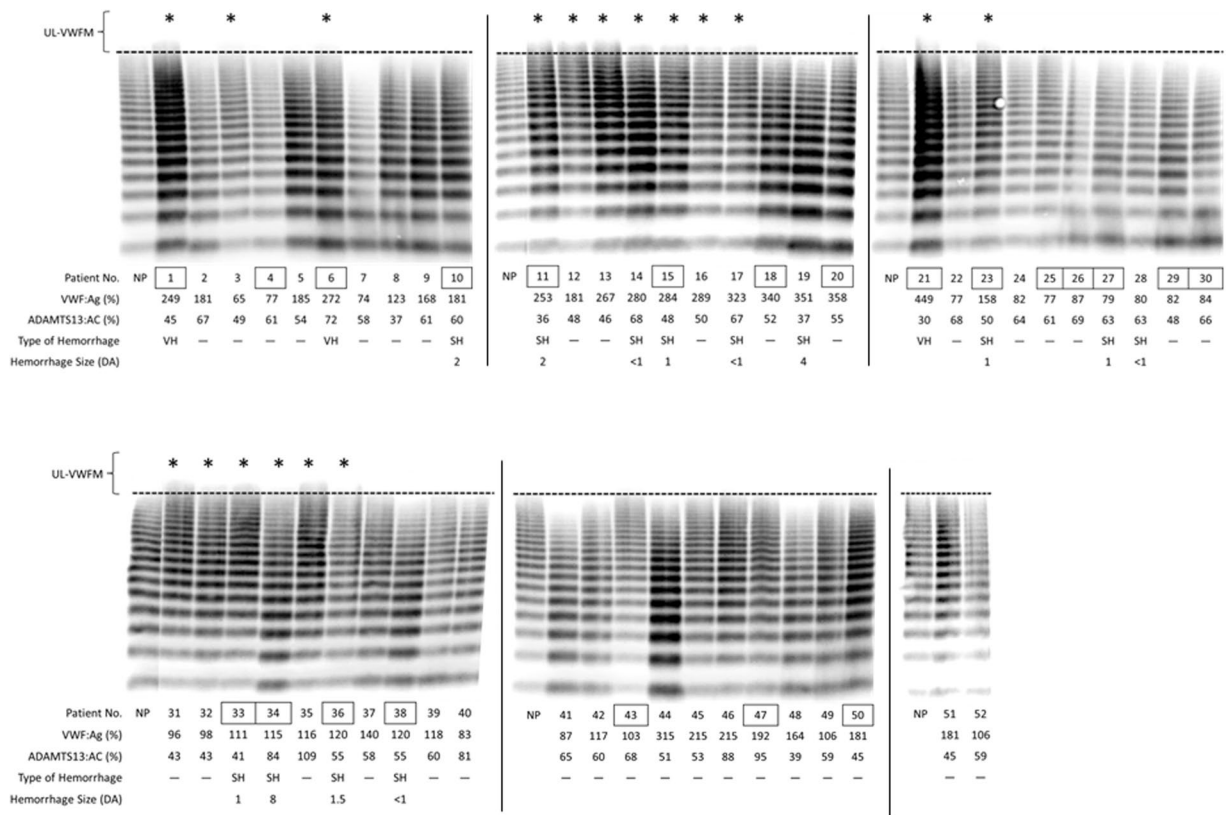 * * * * * * * * * * * *
UL-VWFM
Patient No. NP 1 2 3 4 5 6 7 8 9 10 NP 11 12 13 14 15 16 17 18 19 20 NP 21 22 23 24 25 26 27 28 29 30
VWF:Ag (%) 249 181 65 77 185 272 74 123 168 181 253 181 267 280 284 289 323 340 351 358 449 77 158 82 77 87 79 80 82 84
ADAMTS13:AC (%) 45 67 49 61 54 72 58 37 61 60 36 48 46 68 48 50 67 52 37 55 30 68 50 64 61 69 63 63 48 66
Type of Hemorrhage VH — — — — VH — — — SH SH — — SH SH — SH — SH — VH — SH — — — SH SH — —
Hemorrhage Size (DA) 2 2 <1 1 <1 4 1 1 <1
* * * * * *
UL-VWFM
Patient No. NP 31 32 33 34 35 36 37 38 39 40 NP 41 42 43 44 45 46 47 48 49 50 NP 51 52
VWF:Ag (%) 96 98 111 115 116 120 140 120 118 83 87 117 103 315 215 215 192 164 106 181 181 106
ADAMTS13:AC (%) 43 43 41 84 109 55 58 55 60 81 65 60 68 51 53 88 95 39 59 45 45 59
Type of Hemorrhage — — SH SH — SH — SH — — — — — — — — — — — — — —
Hemorrhage Size (DA) 1 8 1.5 <1